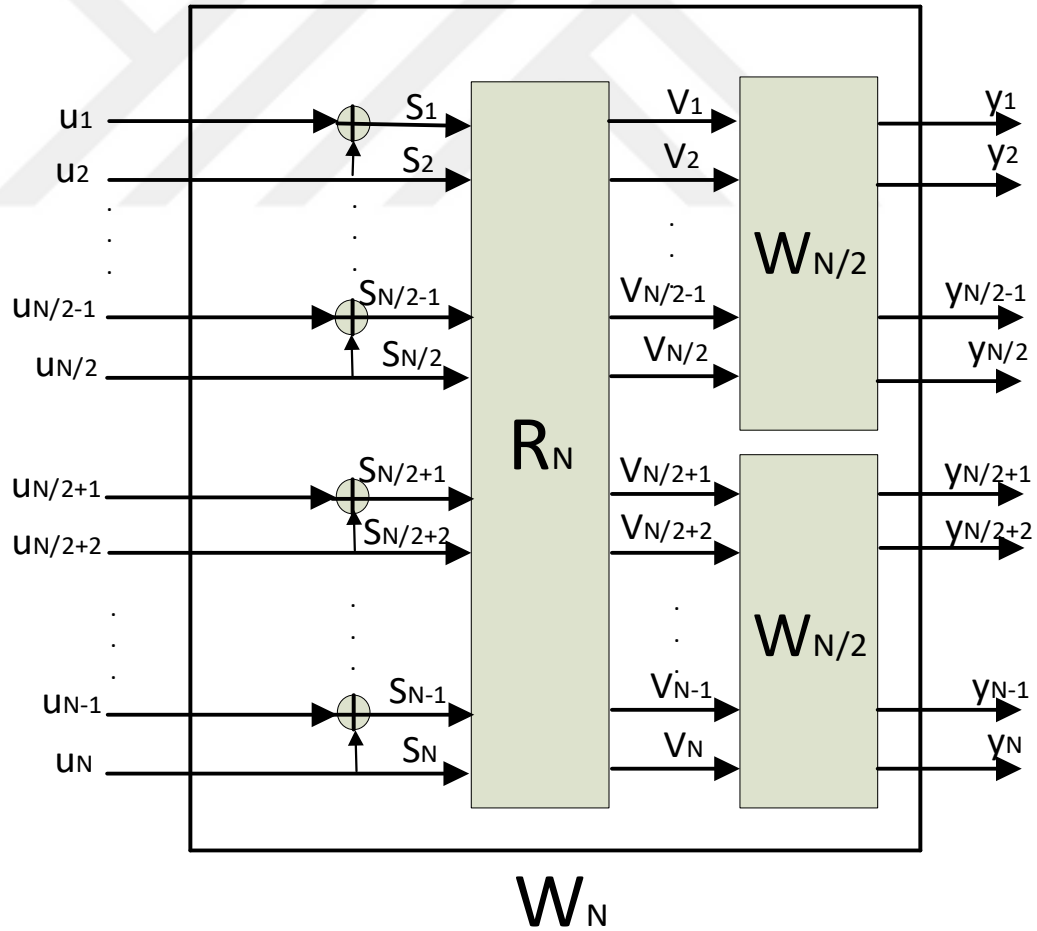 u1 S1 V1 y1
u2 S2 V2 y2
WN/2
uN/2-1 SN/2-1 VN/2-1 yN/2-1
uN/2 SN/2 VN/2 yN/2
RN
uN/2+1 SN/2+1 VN/2+1 yN/2+1
uN/2+2 SN/2+2 VN/2+2 yN/2+2
WN/2
uN-1 SN-1 VN-1 yN-1
uN SN VN yN
WN